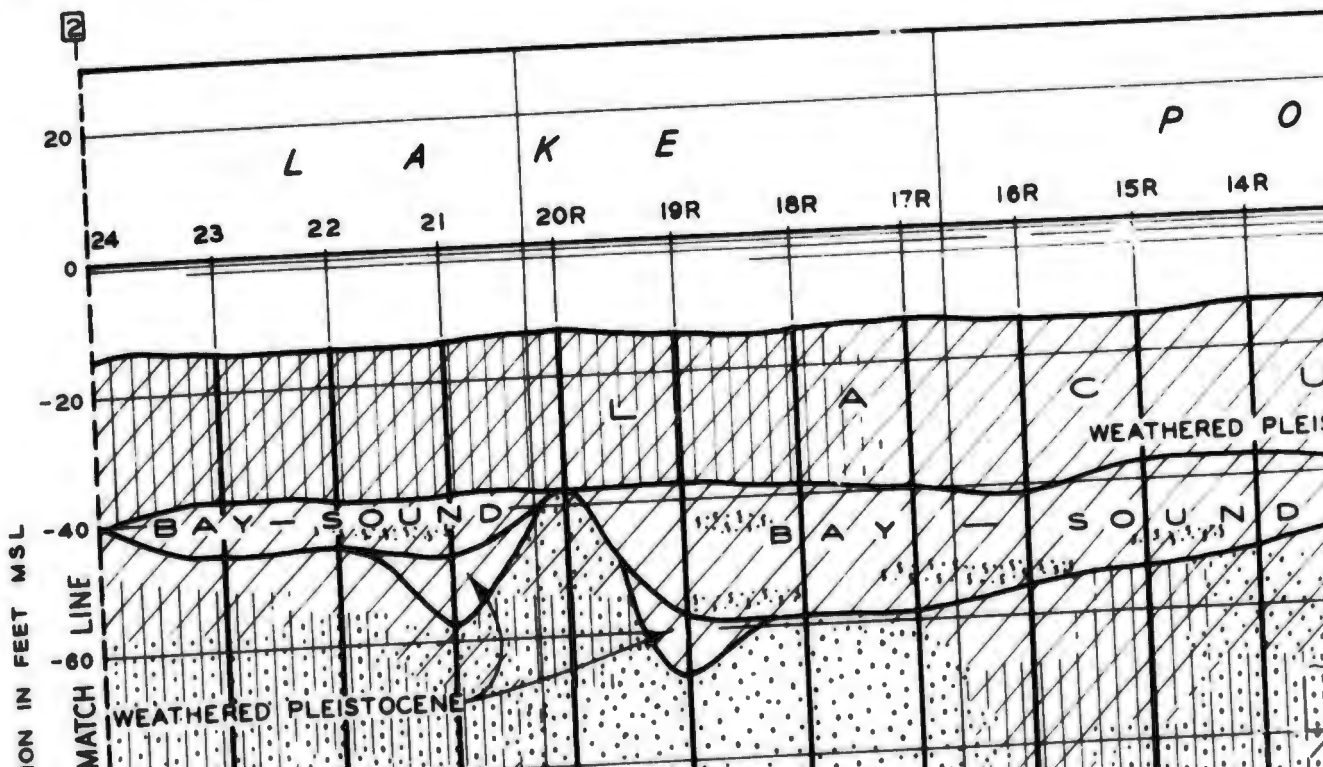 2
20
L A K E P O
24 23 22 21 20R 19R 18R 17R 16R 15R 14R
0
-20
L A C U
WEATHERED PLEIS
-40
BAY-SOUND
BAY-SOUND
-60
WEATHERED PLEISTOCENE
MATCH LINE
ION IN FEET MSL